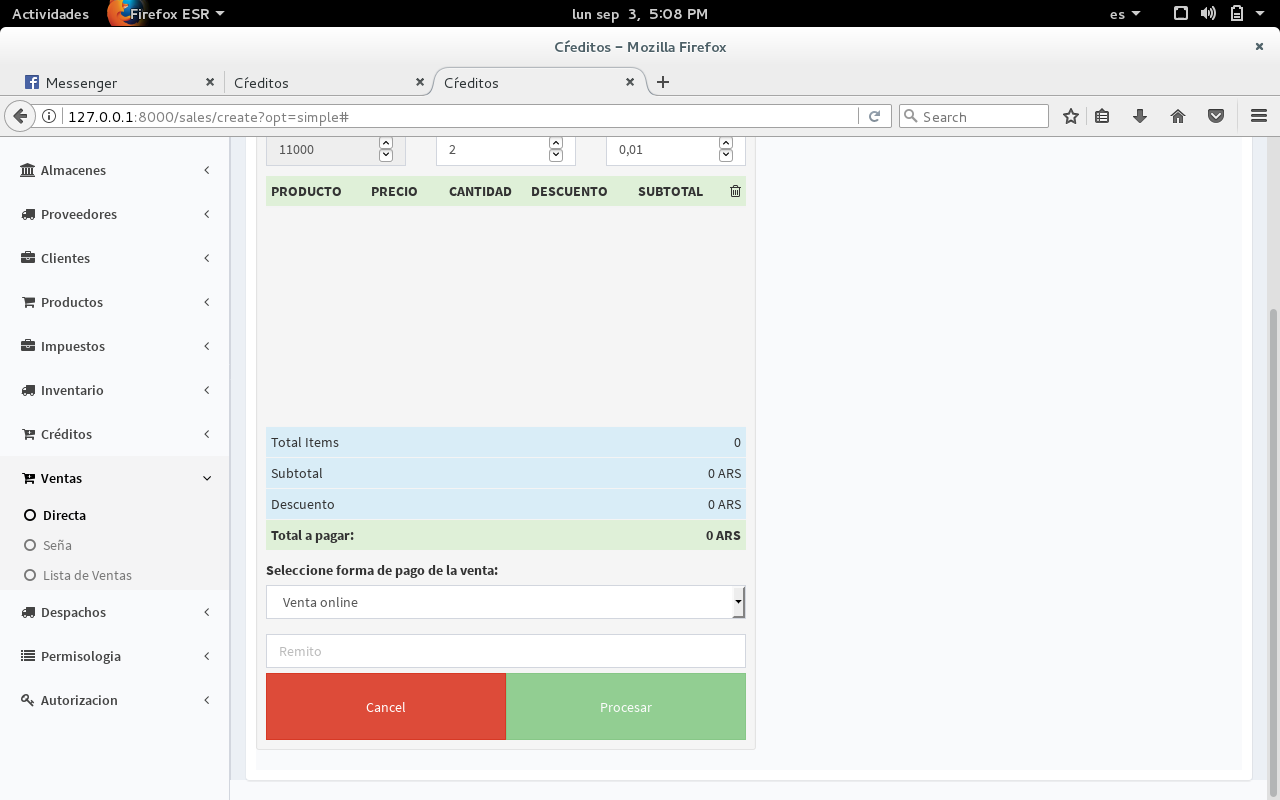 Actividades Firefox ESR lun sep 3, 5:08 PM es
Cŕeditos – Mozilla Firefox
Messenger Cŕeditos Cŕeditos
127.0.0.1:8000/sales/create?opt=simple# Search
11000 2 0,01
Almacenes
PRODUCTO PRECIO CANTIDAD DESCUENTO SUBTOTAL
Proveedores
Clientes
Productos
Impuestos
Inventario
Créditos
Ventas
Directa
Seña
Lista de Ventas
Despachos
Permisologia
Autorizacion
Total Items 0
Subtotal 0 ARS
Descuento 0 ARS
Total a pagar: 0 ARS
Seleccione forma de pago de la venta:
Venta online
Remito
Cancel Procesar